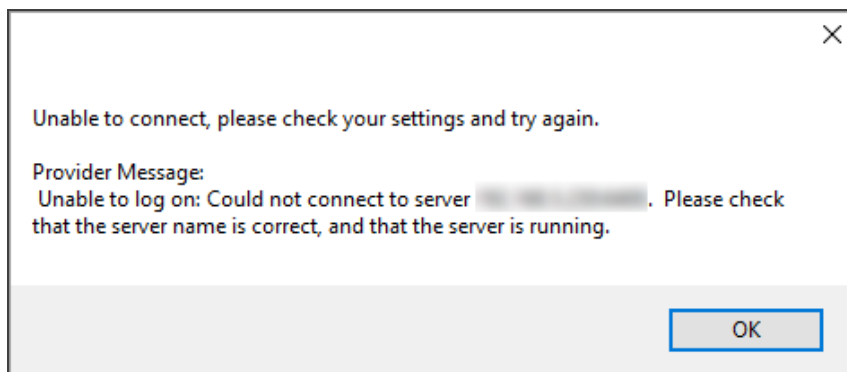 Unable to connect, please check your settings and try again.
Provider Message:
Unable to log on: Could not connect to server . Please check
that the server name is correct, and that the server is running.
OK